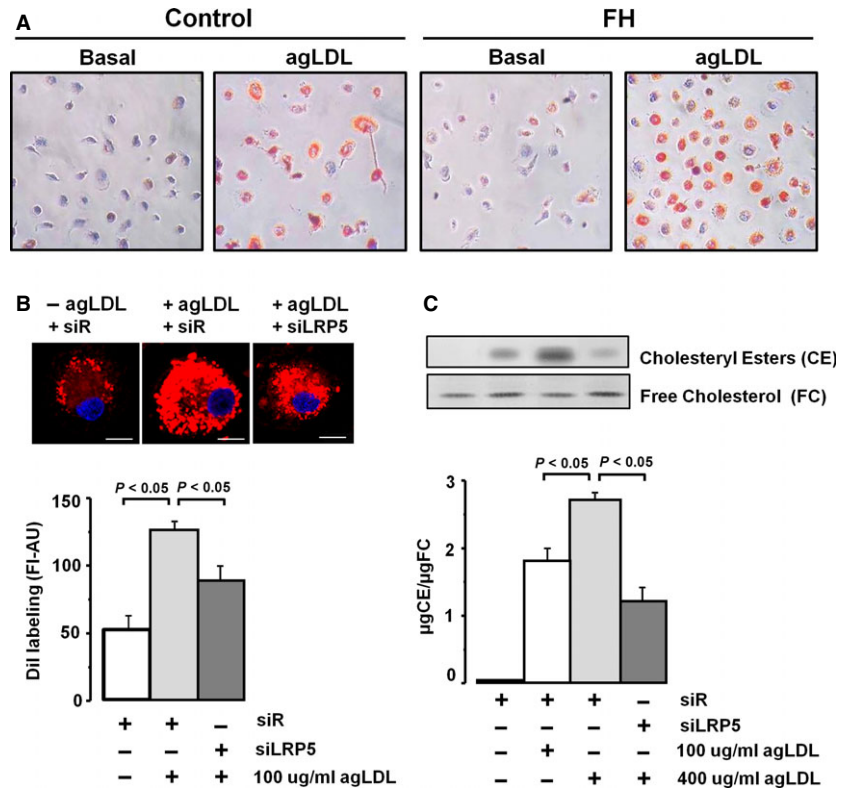 A
Control
FH
Basal
agLDL
Basal
agLDL
B
– agLDL
+ siR
+ agLDL
+ siR
+ agLDL
+ siLRP5
P < 0.05
P < 0.05
DiI labeling (FI-AU)
150
100
50
0
+ + – siR
– – + siLRP5
– + + 100 ug/ml agLDL
C
Cholesteryl Esters (CE)
Free Cholesterol (FC)
P < 0.05
P < 0.05
µgCE/µgFC
3
2
1
0
+ + + – siR
– – – + siLRP5
– + – – 100 ug/ml agLDL
– – + + 400 ug/ml agLDL